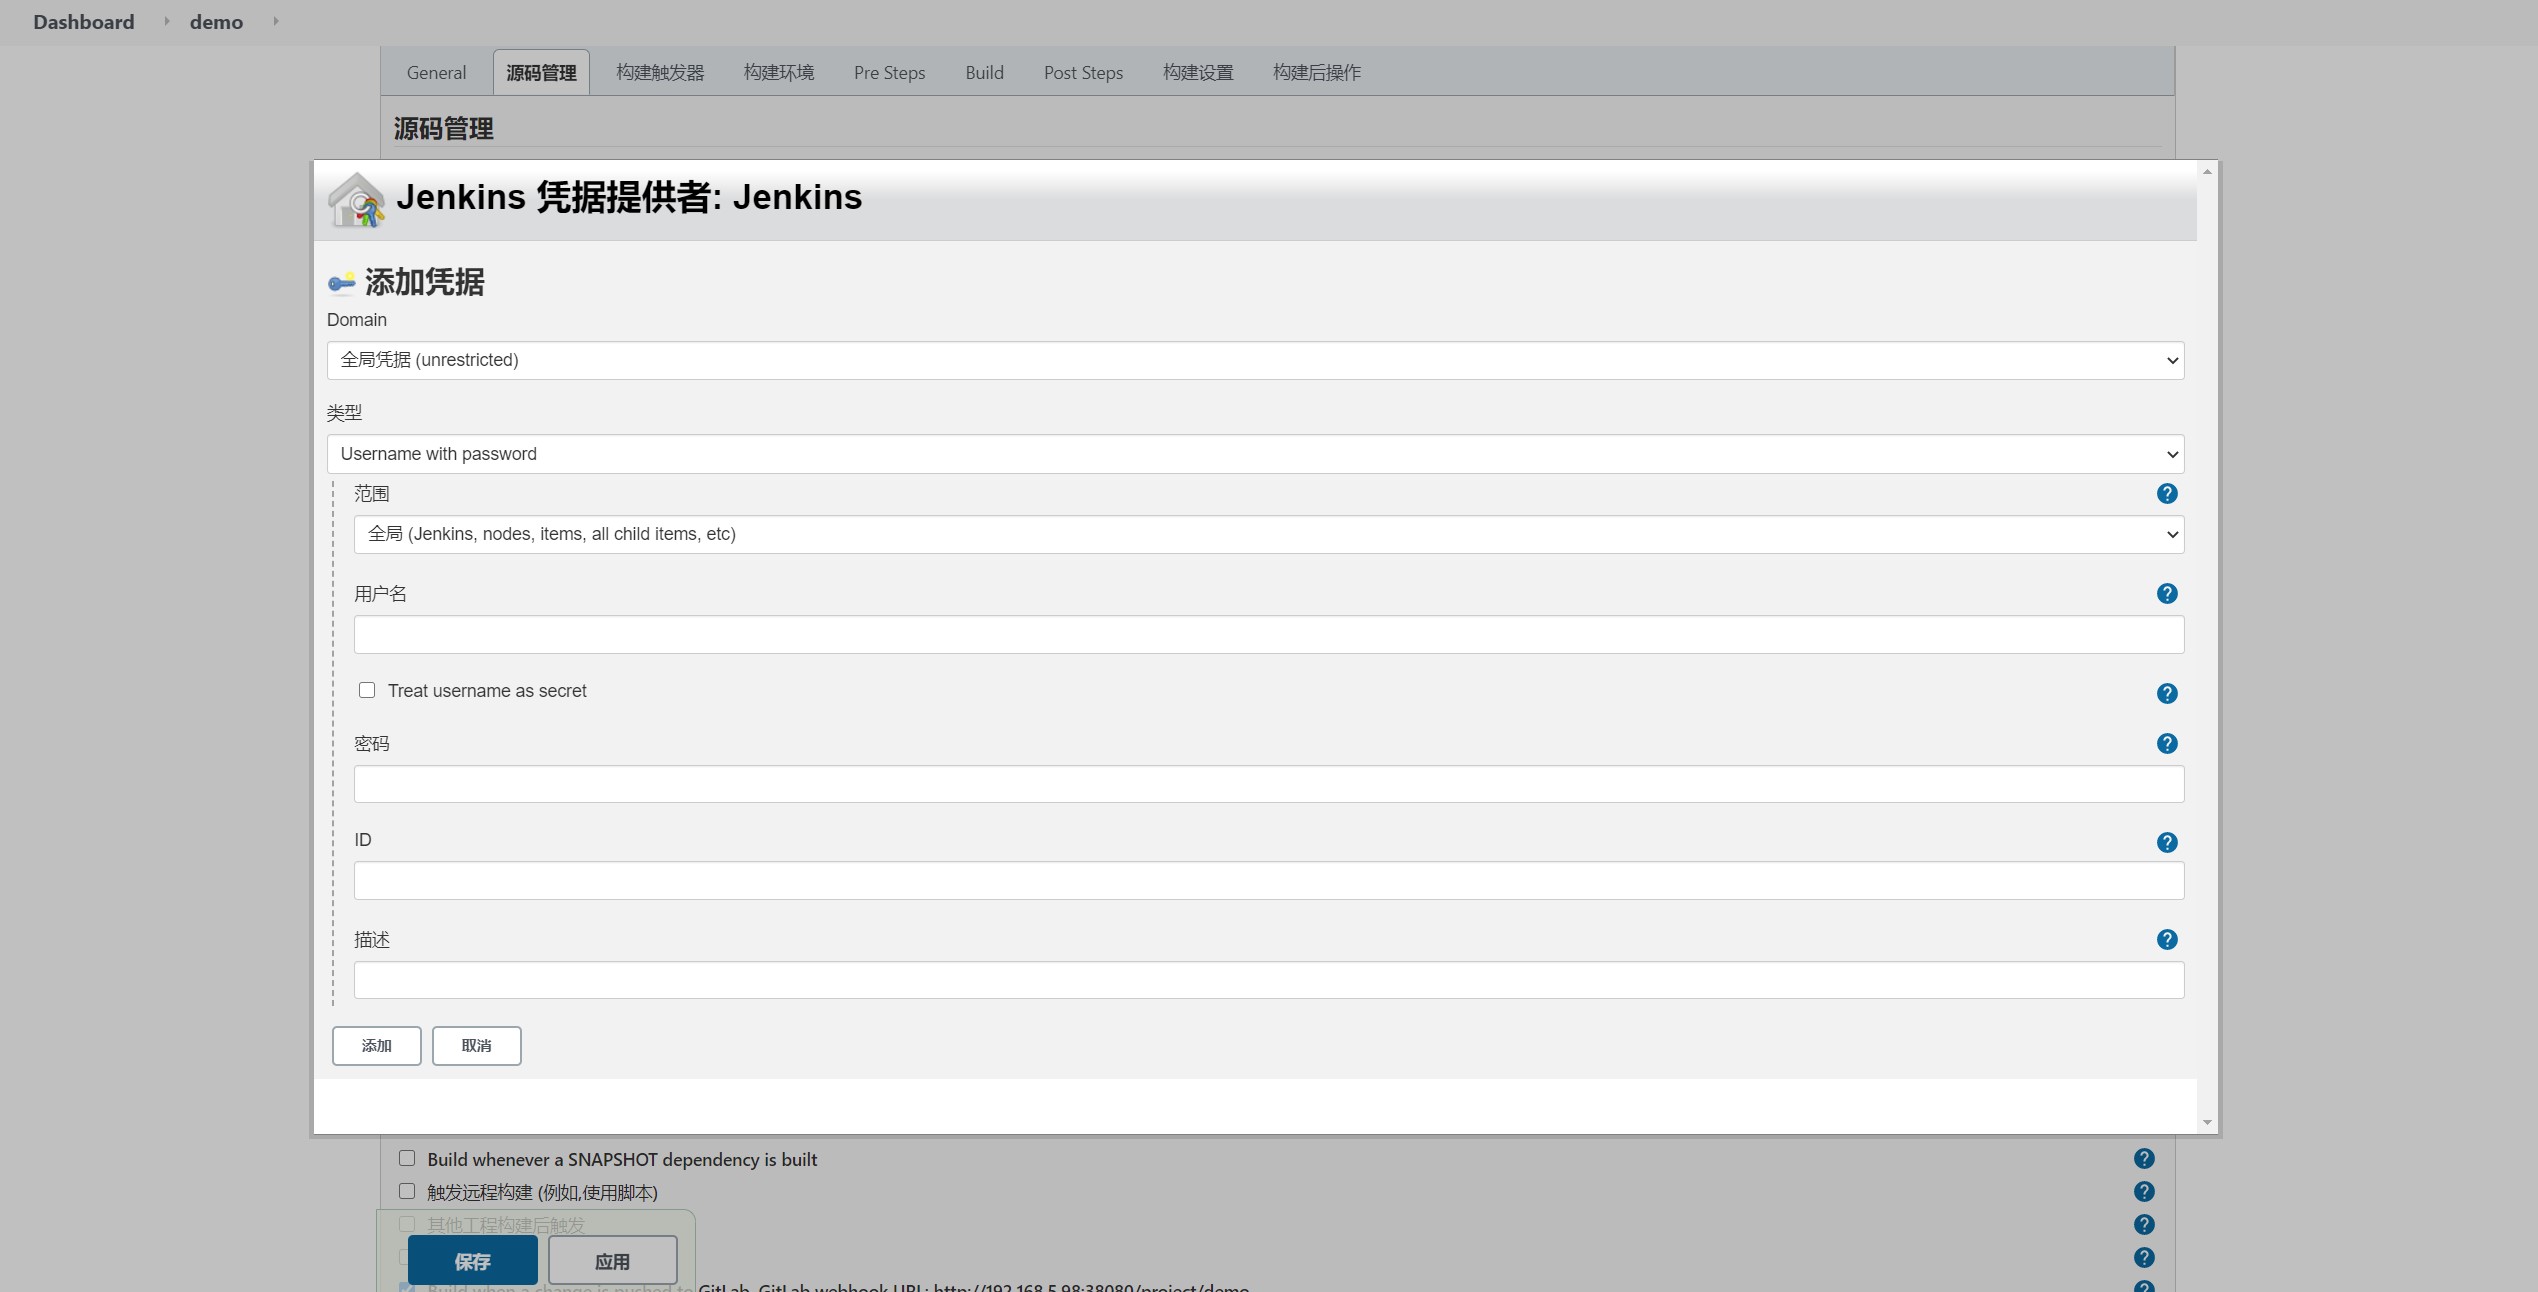 Dashboard demo
General 源码管理 构建触发器 构建环境 Pre Steps Build Post Steps 构建设置 构建后操作
源码管理
Jenkins 凭据提供者: Jenkins
添加凭据
Domain
全局凭据 (unrestricted)
类型
Username with password
范围
全局 (Jenkins, nodes, items, all child items, etc)
用户名
Treat username as secret
密码
ID
描述
添加 取消
Build whenever a SNAPSHOT dependency is built
触发远程构建 (例如,使用脚本)
其他工程构建后触发
保存 应用
Build when a change is pushed to GitLab. GitLab webhook URL: http://192.168.5.98:38080/project/demo